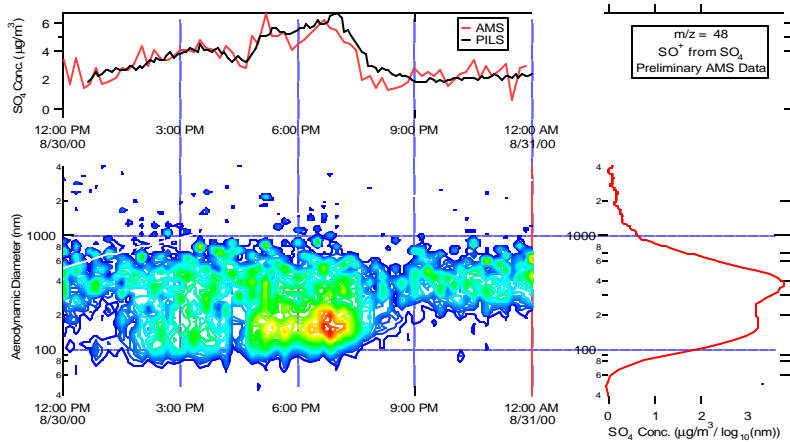 SO4 Conc. (µg/m3)
6
4
2
0
AMS
PILS
12:00 PM
8/30/00
3:00 PM
6:00 PM
9:00 PM
12:00 AM
8/31/00
m/z = 48
SO+ from SO4
Preliminary AMS Data
Aerodynamic Diameter (nm)
4
2
1000
8
6
4
2
100
8
6
4
12:00 PM
8/30/00
3:00 PM
6:00 PM
9:00 PM
12:00 AM
8/31/00
4
2
1000
8
6
4
2
100
8
6
4
0
1
2
3
SO4 Conc. (µg/m3/ log10(nm))